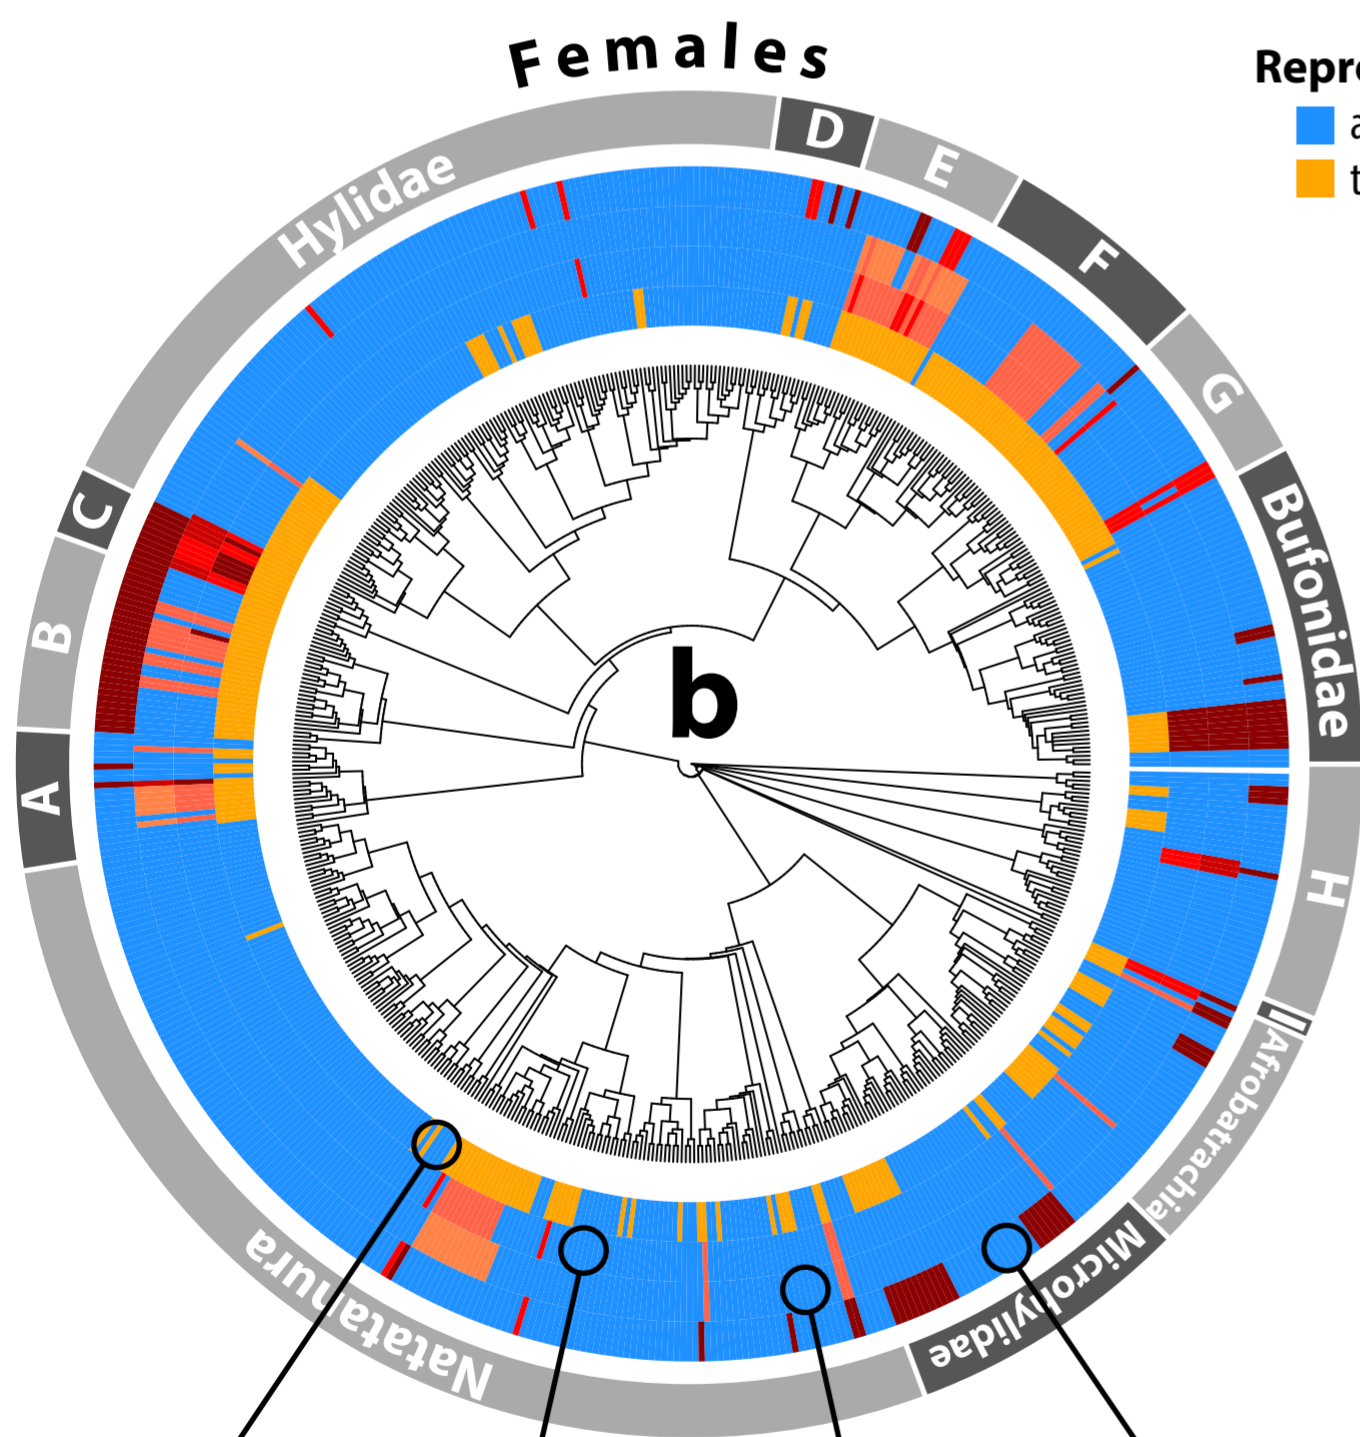 Females
Repr
a
t
D
E
F
G
Bufonidae
H
I
Afrobatrachia
Microhylidae
Natatanura
A
B
C
Hylidae
b